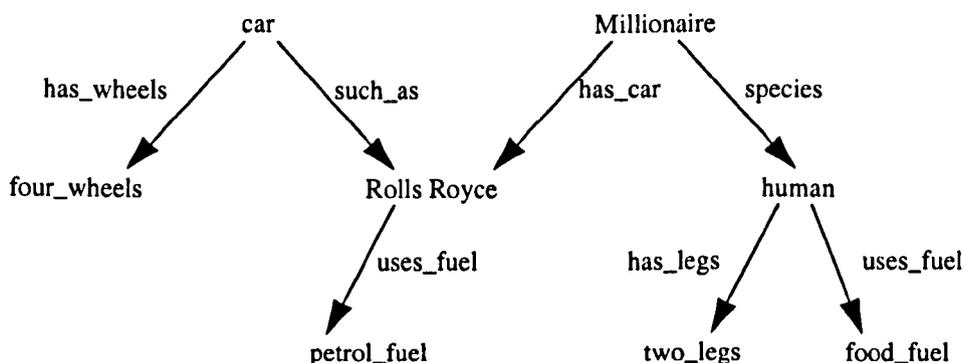 car Millionaire
has_wheels such_as has_car species
four_wheels Rolls Royce human
uses_fuel has_legs uses_fuel
petrol_fuel two_legs food_fuel